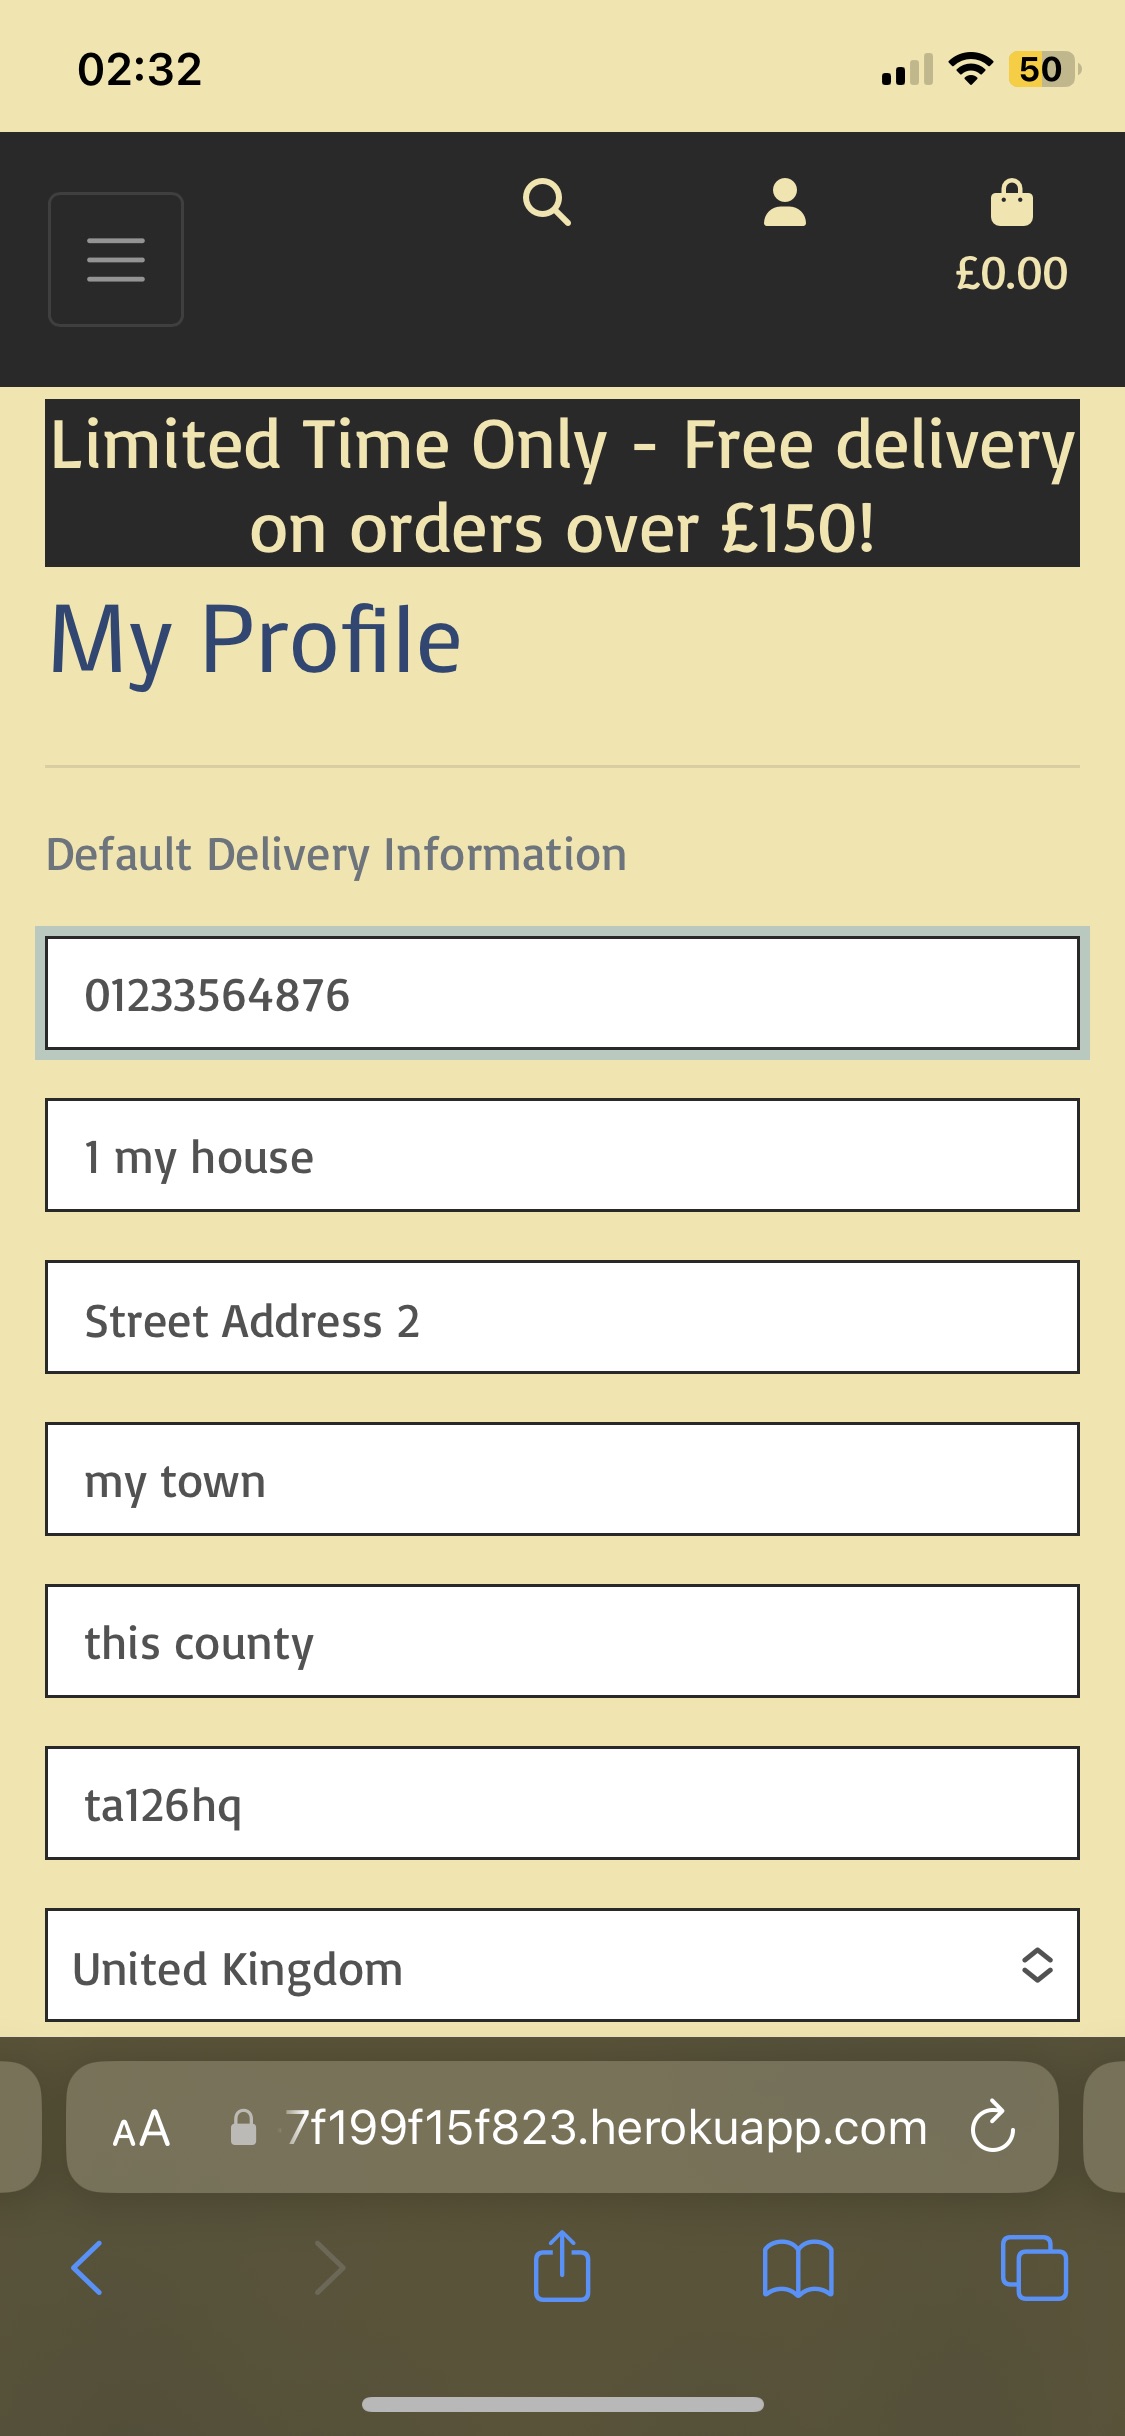 02:32
50
£0.00
Limited Time Only - Free delivery
on orders over £150!
My Profile
Default Delivery Information
01233564876
1 my house
Street Address 2
my town
this county
ta126hq
United Kingdom
AA
7f199f15f823.herokuapp.com